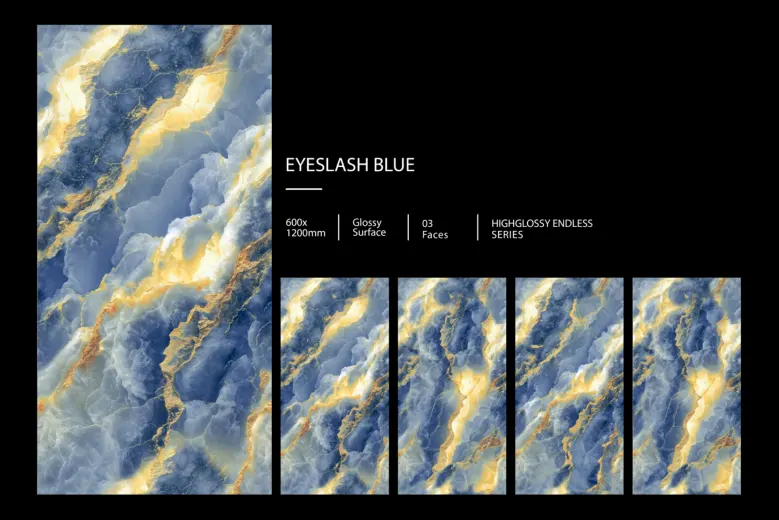 EYESLASH BLUE
600x
1200mm
Glossy
Surface
03
Faces
HIGHGLOSSY ENDLESS
SERIES